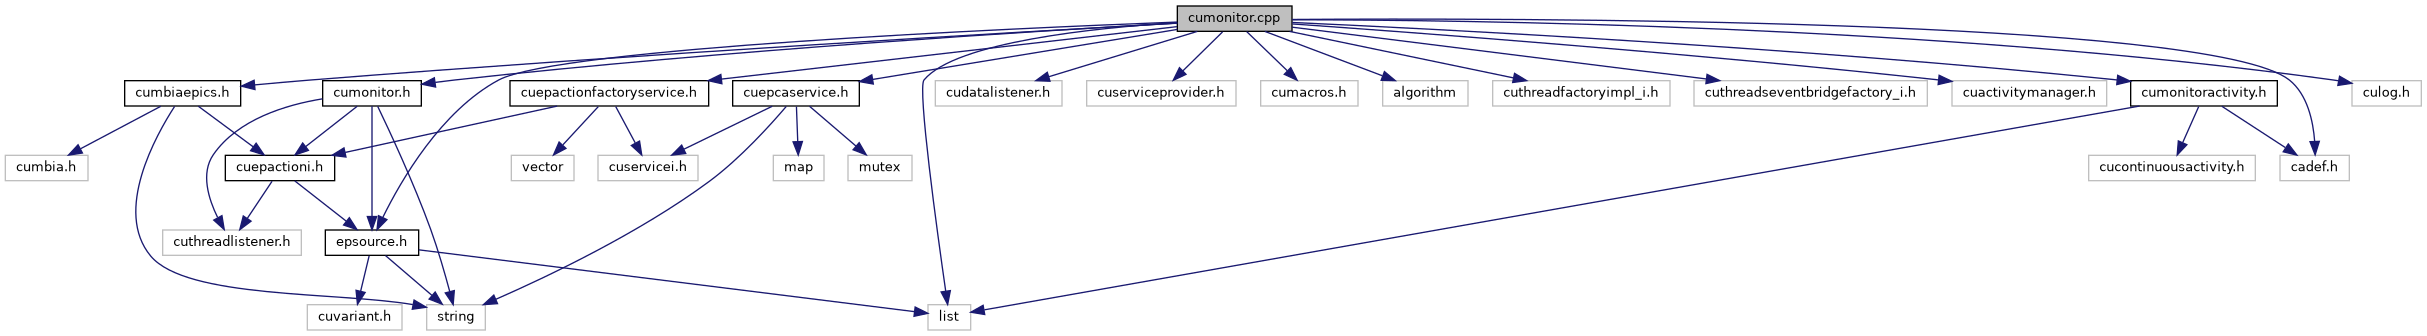 cumonitor.cpp
cumbiaepics.h
cumonitor.h
cuepactionfactoryservice.h
cuepcaservice.h
cudatalistener.h
cuserviceprovider.h
cumacros.h
algorithm
cuthreadfactoryimpl_i.h
cuthreadseventbridgefactory_i.h
cuactivitymanager.h
cumonitoractivity.h
culog.h
cumbia.h
cuepactioni.h
vector
cuservicei.h
map
mutex
cucontinuousactivity.h
cadef.h
cuthreadlistener.h
epsource.h
cuvariant.h
string
list